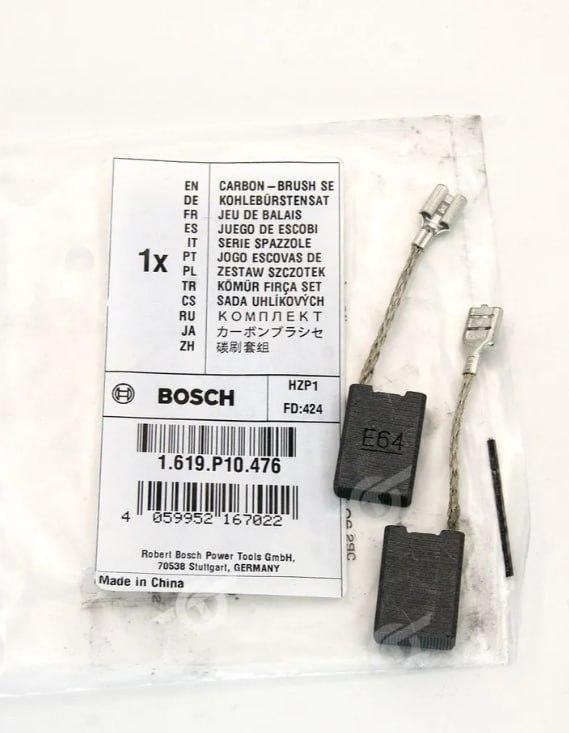 1x
EN CARBON-BRUSH SE
DE KOHLEBÜRSTENSAT
FR JEU DE BALAIS
ES JUEGO DE ESCOBI
IT SERIE SPAZZOLE
PT JOGO ESCOVAS DE
PL ZESTAW SZCZOTEK
TR KÖMÜR FIRÇA SET
CS SADA UHLÍKOVÝCH
RU КОМПЛЕКТ
JA カーボンブラシセ
ZH 碳刷套组
BOSCH
HZP1
FD:424
1.619.P10.476
4 059952 167022
Robert Bosch Power Tools GmbH,
70538 Stuttgart, GERMANY
Made in China
E64